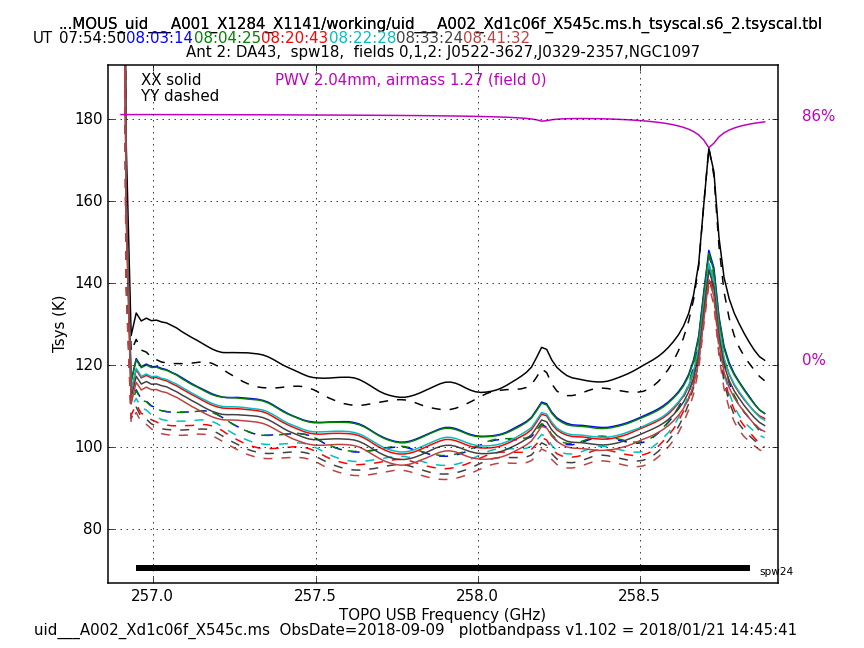 ...MOUS_uid___A001_X1284_X1141/working/uid___A002_Xd1c06f_X545c.ms.h_tsyscal.s6_2.tsyscal.tbl
UT 07:54:50 08:03:14 08:04:25 08:20:43 08:22:28 08:33:24 08:41:32
Ant 2: DA43, spw18, fields 0,1,2: J0522-3627,J0329-2357,NGC1097
XX solid
PWV 2.04mm, airmass 1.27 (field 0)
YY dashed
180
86%
160
140
Tsys (K)
120
0%
100
80
spw24
257.0 257.5 258.0 258.5
TOPO USB Frequency (GHz)
uid___A002_Xd1c06f_X545c.ms ObsDate=2018-09-09 plotbandpass v1.102 = 2018/01/21 14:45:41